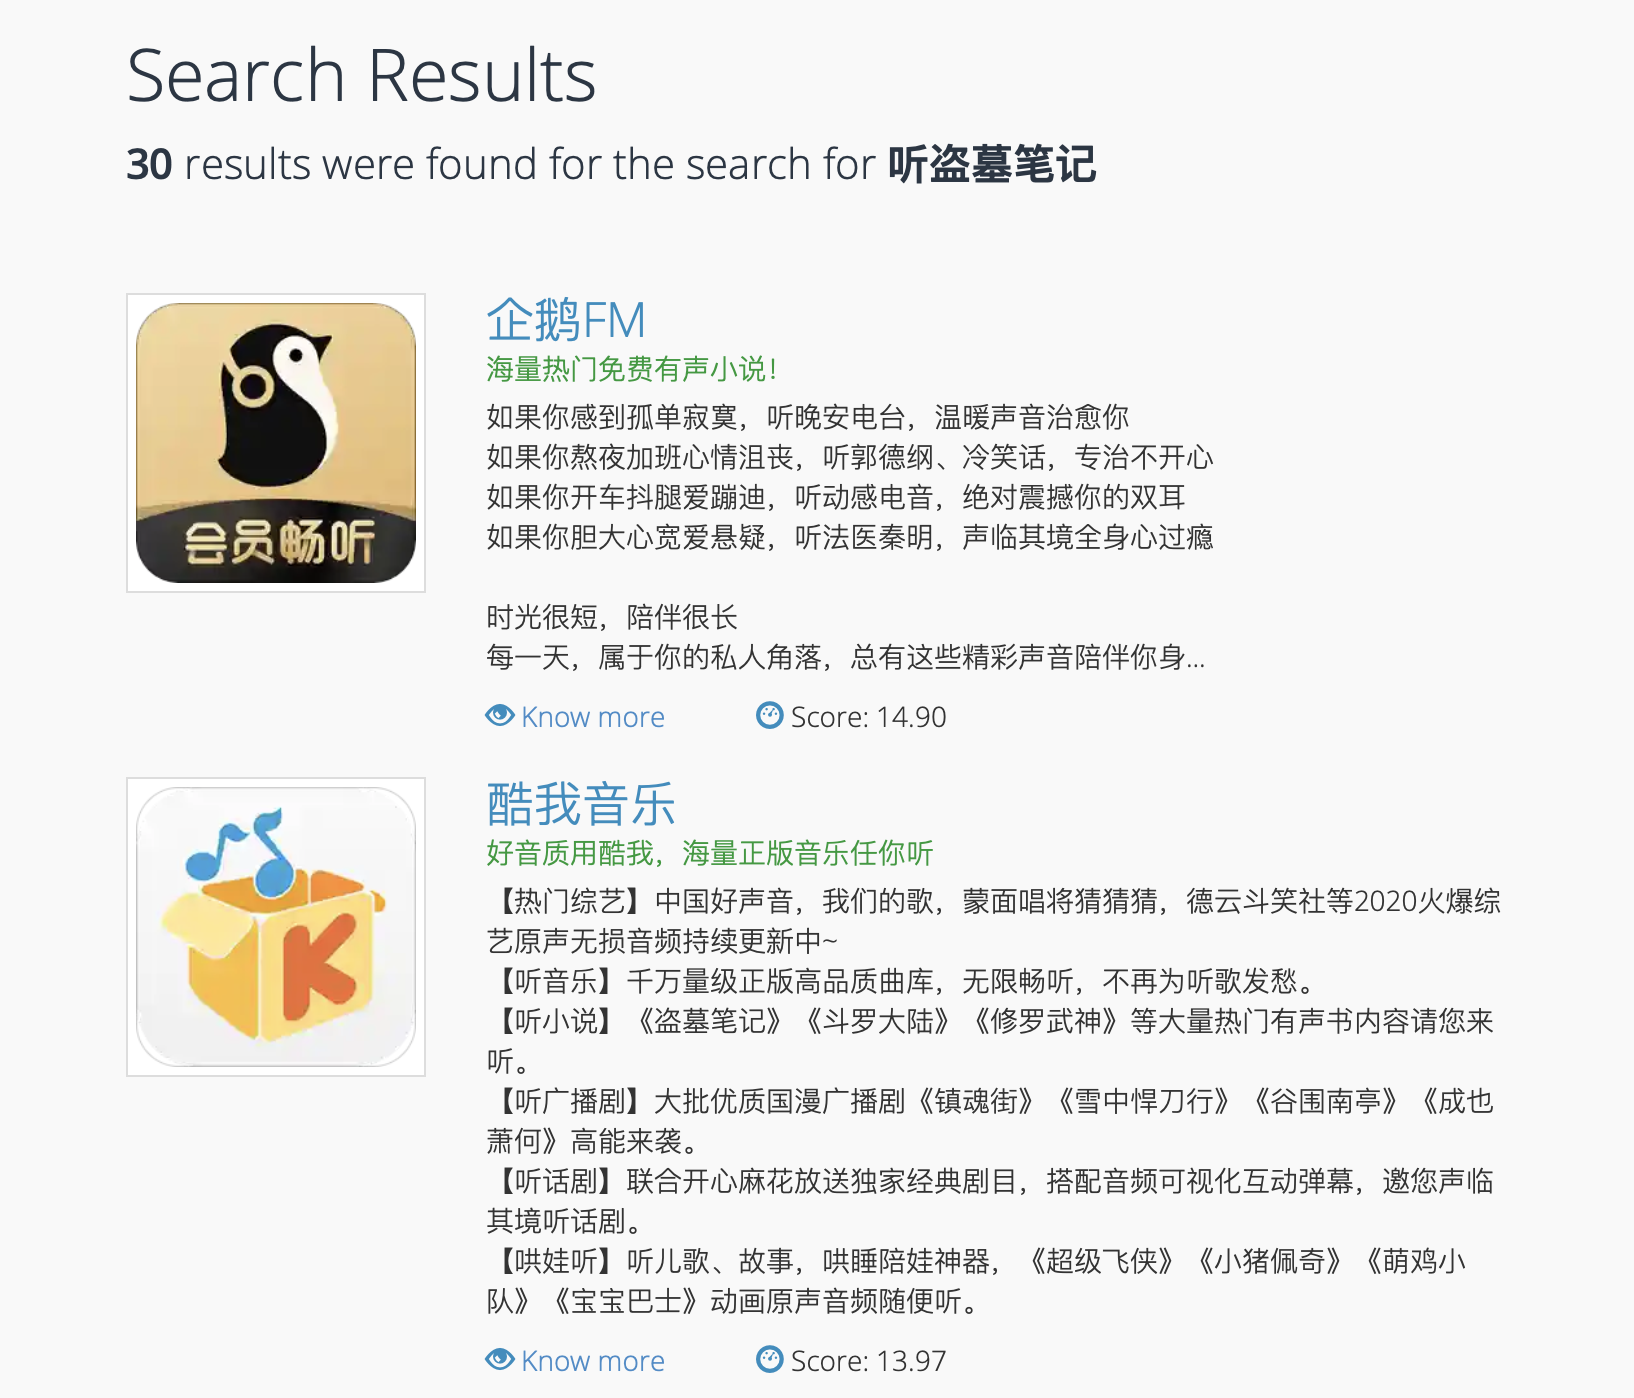 Search Results
30 results were found for the search for 听盗墓笔记
企鹅FM
海量热门免费有声小说！
如果你感到孤单寂寞，听晚安电台，温暖声音治愈你
如果你熬夜加班心情沮丧，听郭德纲、冷笑话，专治不开心
如果你开车抖腿爱蹦迪，听动感电音，绝对震撼你的双耳
如果你胆大心宽爱悬疑，听法医秦明，声临其境全身心过瘾
时光很短，陪伴很长
每一天，属于你的私人角落，总有这些精彩声音陪伴你身...
会员畅听
Know more
Score: 14.90
酷我音乐
好音质用酷我，海量正版音乐任你听
【热门综艺】中国好声音，我们的歌，蒙面唱将猜猜猜，德云斗笑社等2020火爆综
艺原声无损音频持续更新中~
【听音乐】千万量级正版高品质曲库，无限畅听，不再为听歌发愁。
【听小说】《盗墓笔记》《斗罗大陆》《修罗武神》等大量热门有声书内容请您来
听。
【听广播剧】大批优质国漫广播剧《镇魂街》《雪中悍刀行》《谷围南亭》《成也
萧何》高能来袭。
【听话剧】联合开心麻花放送独家经典剧目，搭配音频可视化互动弹幕，邀您声临
其境听话剧。
【哄娃听】听儿歌、故事，哄睡陪娃神器，《超级飞侠》《小猪佩奇》《萌鸡小
队》《宝宝巴士》动画原声音频随便听。
K
Know more
Score: 13.97